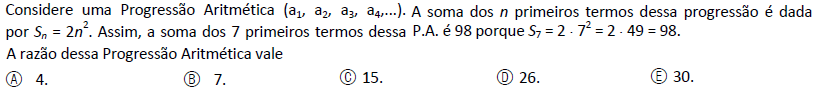 Considere uma Progressão Aritmética (a₁, a₂, a₃, a₄,...). A soma dos n primeiros termos dessa progressão é dada
por Sₙ = 2n². Assim, a soma dos 7 primeiros termos dessa P.A. é 98 porque S₇ = 2 · 7² = 2 · 49 = 98.
A razão dessa Progressão Aritmética vale
Ⓐ 4. Ⓑ 7. Ⓒ 15. Ⓓ 26. Ⓔ 30.